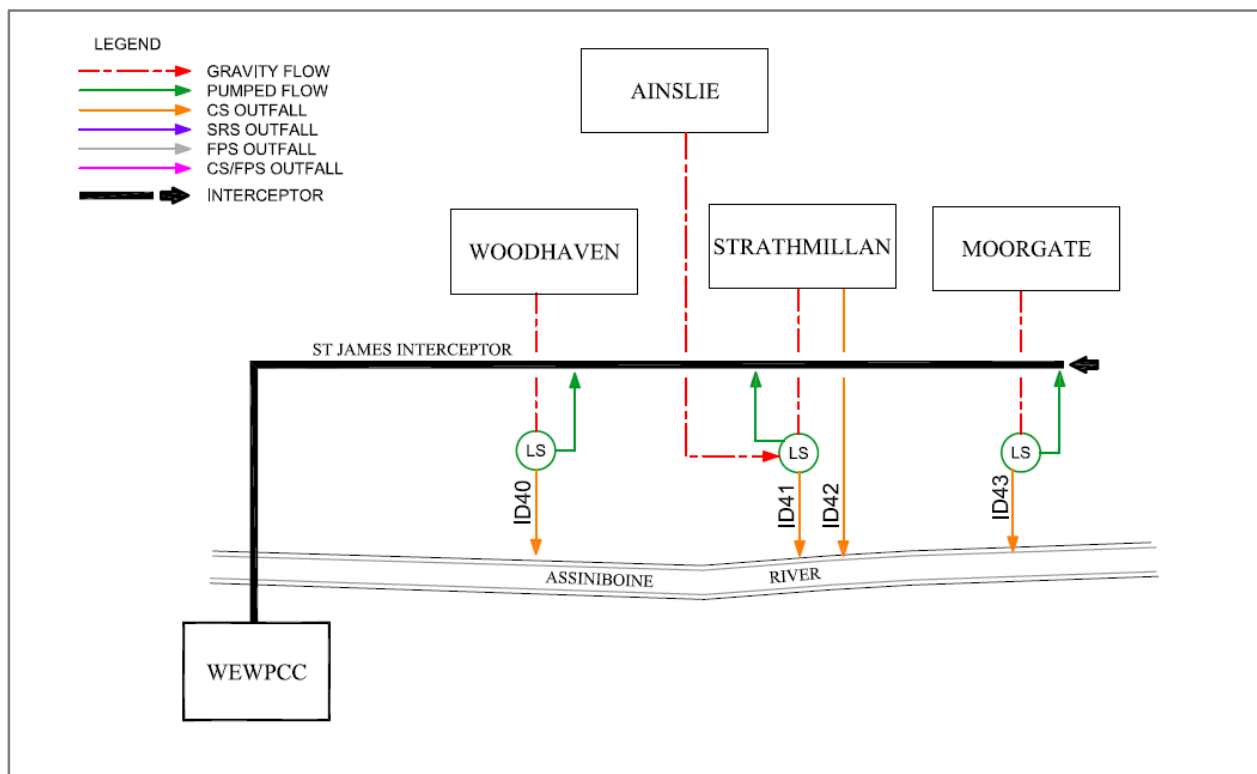 LEGEND
GRAVITY FLOW
PUMPED FLOW
CS OUTFALL
SRS OUTFALL
FPS OUTFALL
CS/FPS OUTFALL
INTERCEPTOR
AINSLIE
WOODHAVEN
STRATHMILLAN
MOORGATE
ST JAMES INTERCEPTOR
LS
LS
LS
ID40
ID41
ID42
ID43
ASSINIBOINE RIVER
WEWPCC